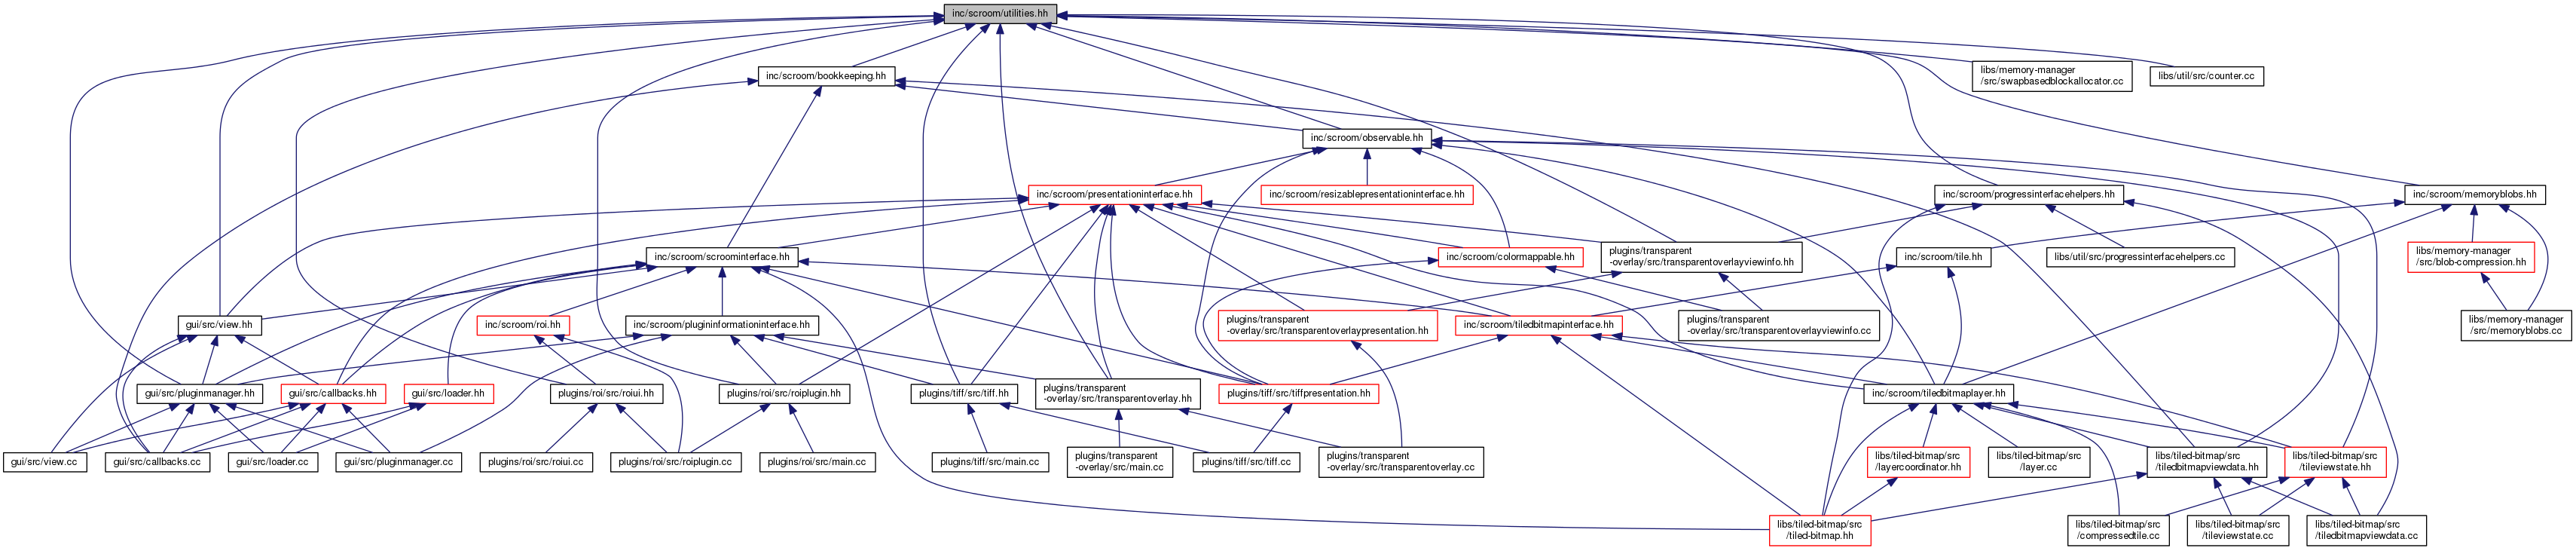 inc/scroom/utilities.hh
inc/scroom/bookkeeping.hh
libs/memory-manager
/src/swapbasedblockallocator.cc
libs/util/src/counter.cc
inc/scroom/observable.hh
inc/scroom/presentationinterface.hh
inc/scroom/resizablepresentationinterface.hh
inc/scroom/progressinterfacehelpers.hh
inc/scroom/memoryblobs.hh
inc/scroom/scroominterface.hh
inc/scroom/colormappable.hh
plugins/transparent
-overlay/src/transparentoverlayviewinfo.hh
libs/util/src/progressinterfacehelpers.cc
inc/scroom/tile.hh
libs/memory-manager
/src/blob-compression.hh
gui/src/view.hh
inc/scroom/roi.hh
inc/scroom/plugininformationinterface.hh
plugins/transparent
-overlay/src/transparentoverlaypresentation.hh
inc/scroom/tiledbitmapinterface.hh
plugins/transparent
-overlay/src/transparentoverlayviewinfo.cc
libs/memory-manager
/src/memoryblobs.cc
gui/src/pluginmanager.hh
gui/src/callbacks.hh
gui/src/loader.hh
plugins/roi/src/roiui.hh
plugins/roi/src/roiplugin.hh
plugins/tiff/src/tiff.hh
plugins/transparent
-overlay/src/transparentoverlay.hh
plugins/tiff/src/tiffpresentation.hh
inc/scroom/tiledbitmaplayer.hh
gui/src/view.cc
gui/src/callbacks.cc
gui/src/loader.cc
gui/src/pluginmanager.cc
plugins/roi/src/roiui.cc
plugins/roi/src/roiplugin.cc
plugins/roi/src/main.cc
plugins/tiff/src/main.cc
plugins/transparent
-overlay/src/main.cc
plugins/tiff/src/tiff.cc
plugins/transparent
-overlay/src/transparentoverlay.cc
libs/tiled-bitmap/src
/layercoordinator.hh
libs/tiled-bitmap/src
/layer.cc
libs/tiled-bitmap/src
/tiledbitmapviewdata.hh
libs/tiled-bitmap/src
/tileviewstate.hh
libs/tiled-bitmap/src
/tiled-bitmap.hh
libs/tiled-bitmap/src
/compressedtile.cc
libs/tiled-bitmap/src
/tileviewstate.cc
libs/tiled-bitmap/src
/tiledbitmapviewdata.cc